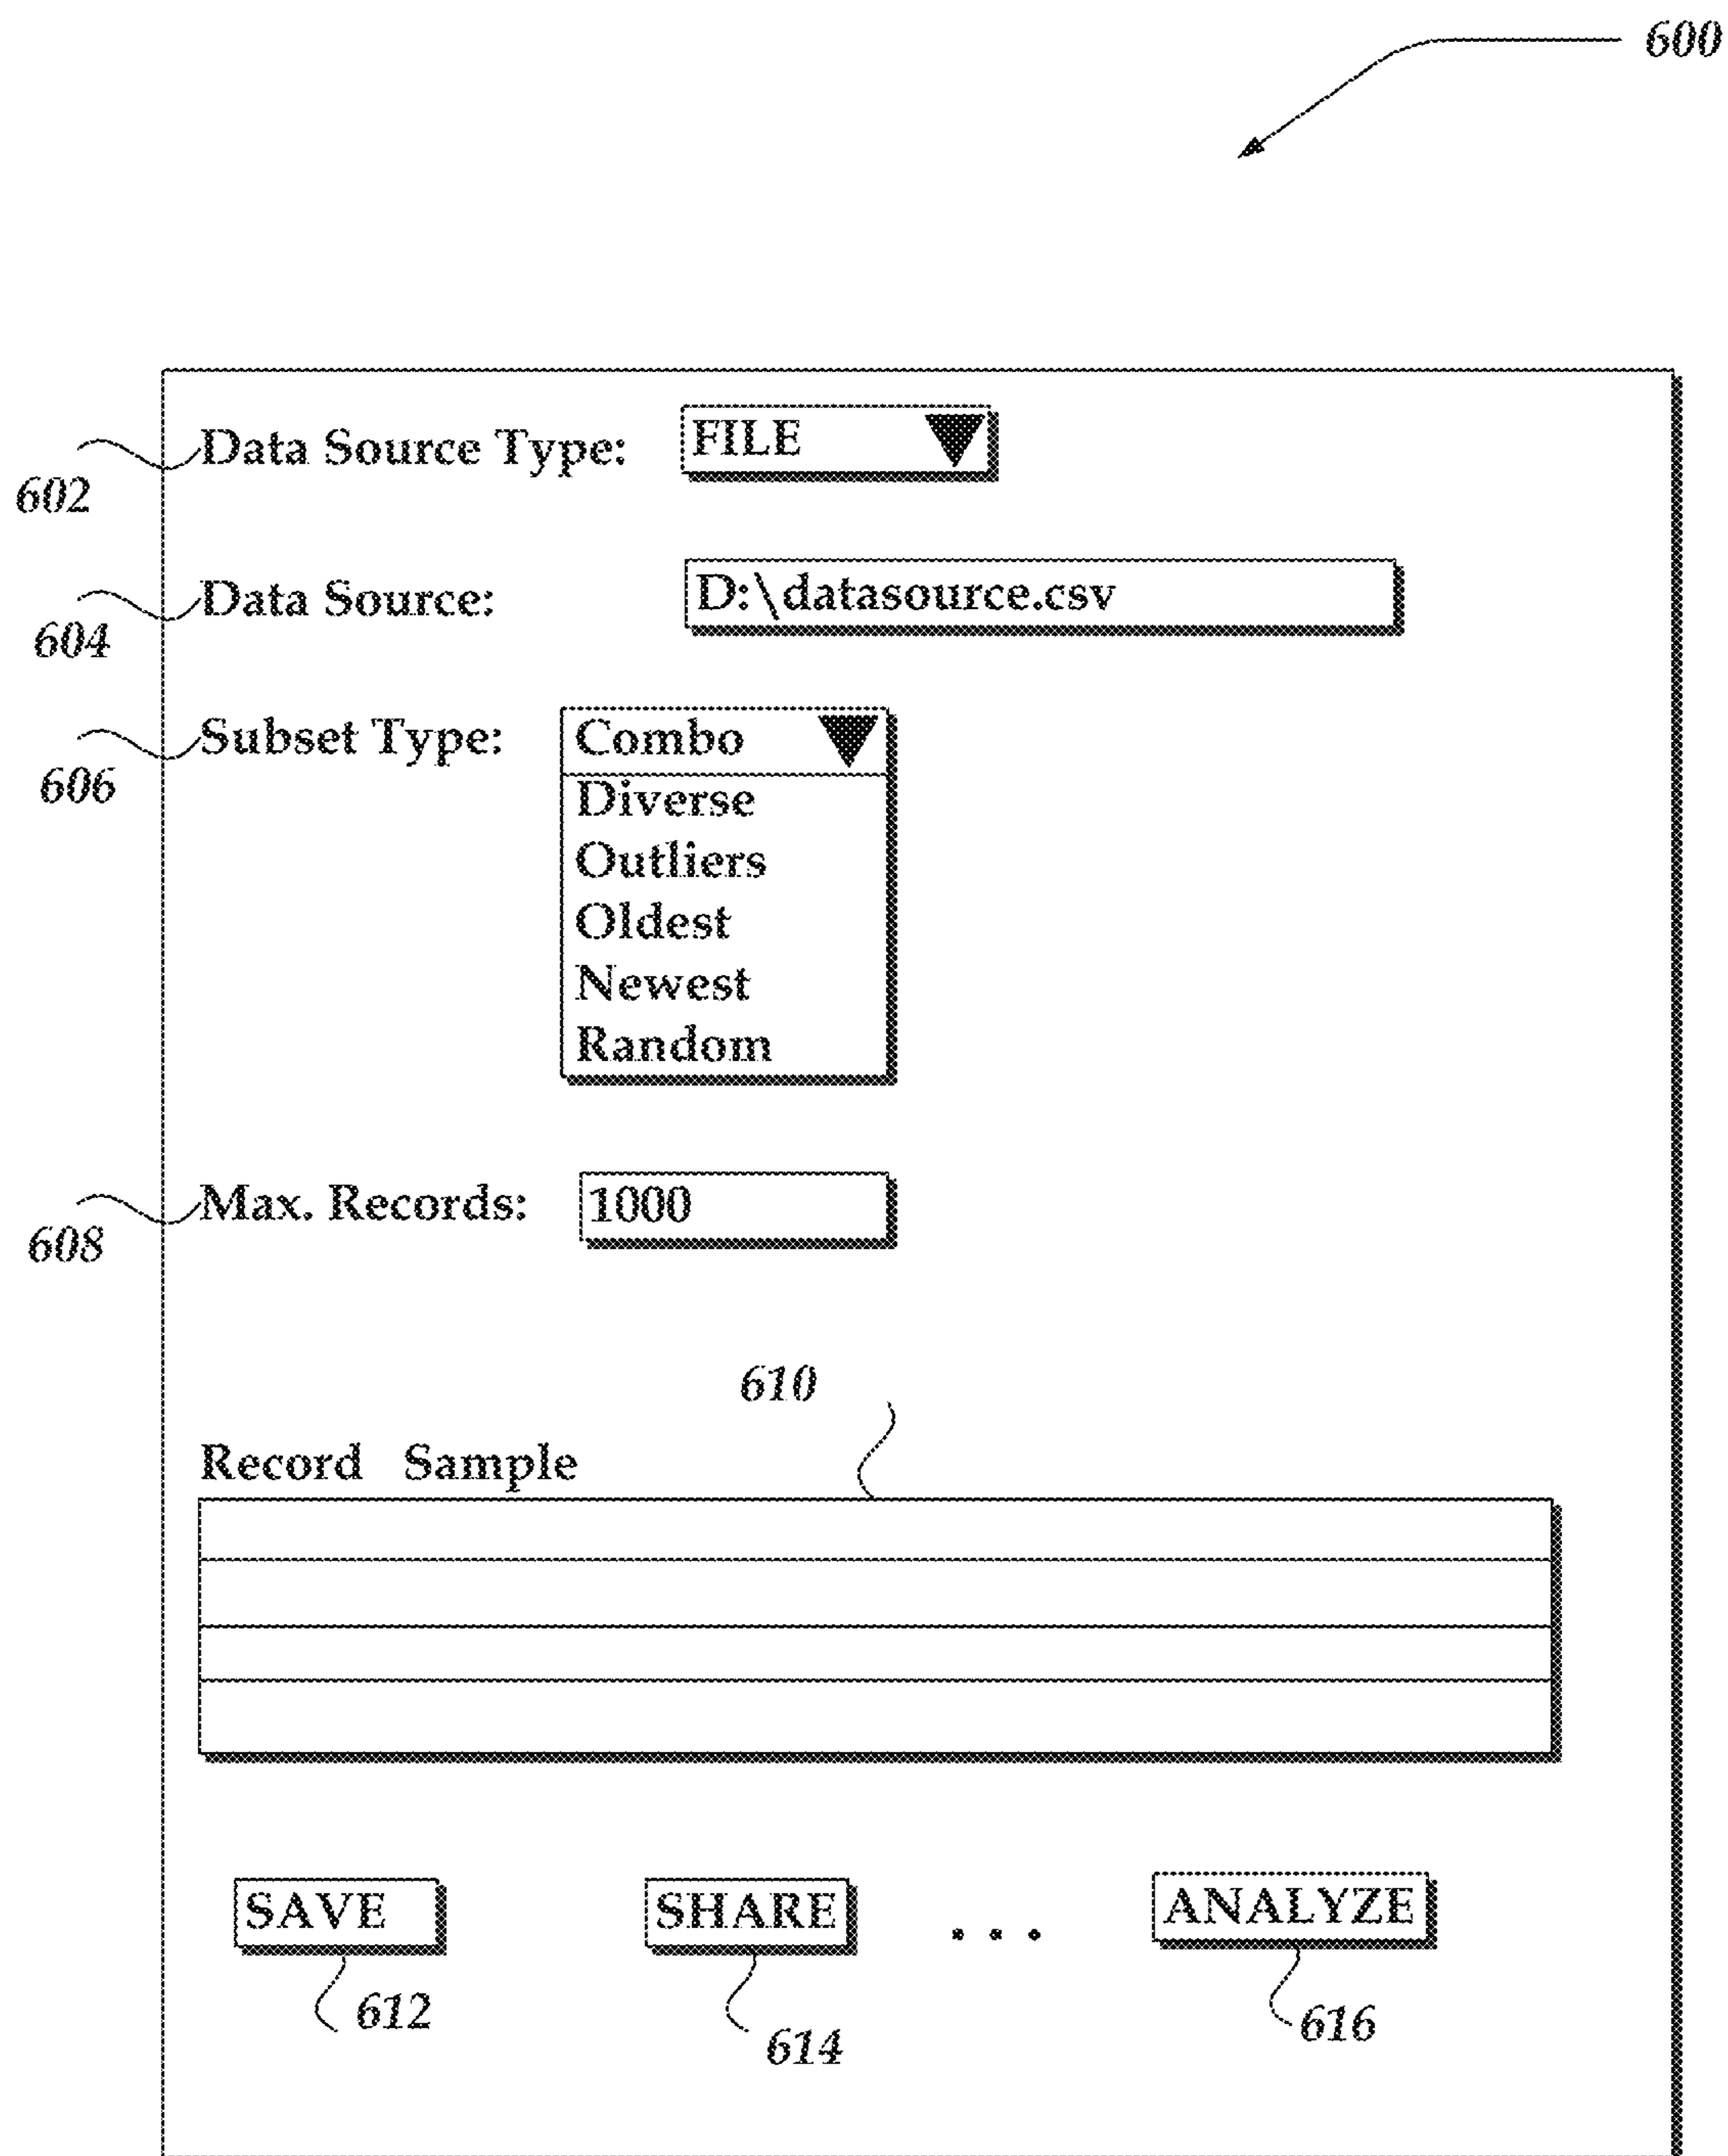 600
Data Source Type: FILE
602
Data Source: D:\datasource.csv
604
Subset Type: Combo
606
Diverse
Outliers
Oldest
Newest
Random
Max. Records: 1000
608
610
Record Sample
SAVE SHARE . . . ANALYZE
612 614 616